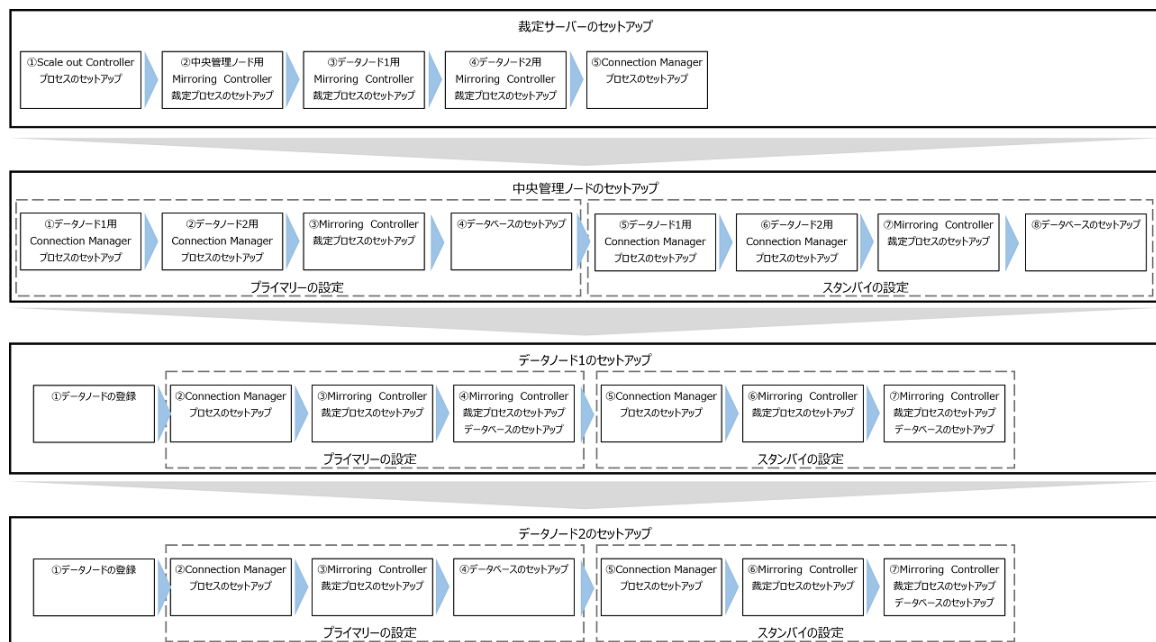 裁定サーバーのセットアップ
①Scale out Controller
プロセスのセットアップ
②中央管理ノード用
Mirroring Controller
裁定プロセスのセットアップ
③データノード1用
Mirroring Controller
裁定プロセスのセットアップ
④データノード2用
Mirroring Controller
裁定プロセスのセットアップ
⑤Connection Manager
プロセスのセットアップ
中央管理ノードのセットアップ
①データノード1用
Connection Manager
プロセスのセットアップ
②データノード2用
Connection Manager
プロセスのセットアップ
③Mirroring Controller
裁定プロセスのセットアップ
④データベースのセットアップ
プライマリーの設定
⑤データノード1用
Connection Manager
プロセスのセットアップ
⑥データノード2用
Connection Manager
プロセスのセットアップ
⑦Mirroring Controller
裁定プロセスのセットアップ
⑧データベースのセットアップ
スタンバイの設定
データノード1のセットアップ
①データノードの登録
②Connection Manager
プロセスのセットアップ
③Mirroring Controller
裁定プロセスのセットアップ
④Mirroring Controller
裁定プロセスのセットアップ
データベースのセットアップ
プライマリーの設定
⑤Connection Manager
プロセスのセットアップ
⑥Mirroring Controller
裁定プロセスのセットアップ
⑦Mirroring Controller
裁定プロセスのセットアップ
データベースのセットアップ
スタンバイの設定
データノード2のセットアップ
①データノードの登録
②Connection Manager
プロセスのセットアップ
③Mirroring Controller
裁定プロセスのセットアップ
④データベースのセットアップ
プライマリーの設定
⑤Connection Manager
プロセスのセットアップ
⑥Mirroring Controller
裁定プロセスのセットアップ
⑦Mirroring Controller
裁定プロセスのセットアップ
データベースのセットアップ
スタンバイの設定